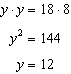 y · y = 18 · 8
y² = 144
y = 12